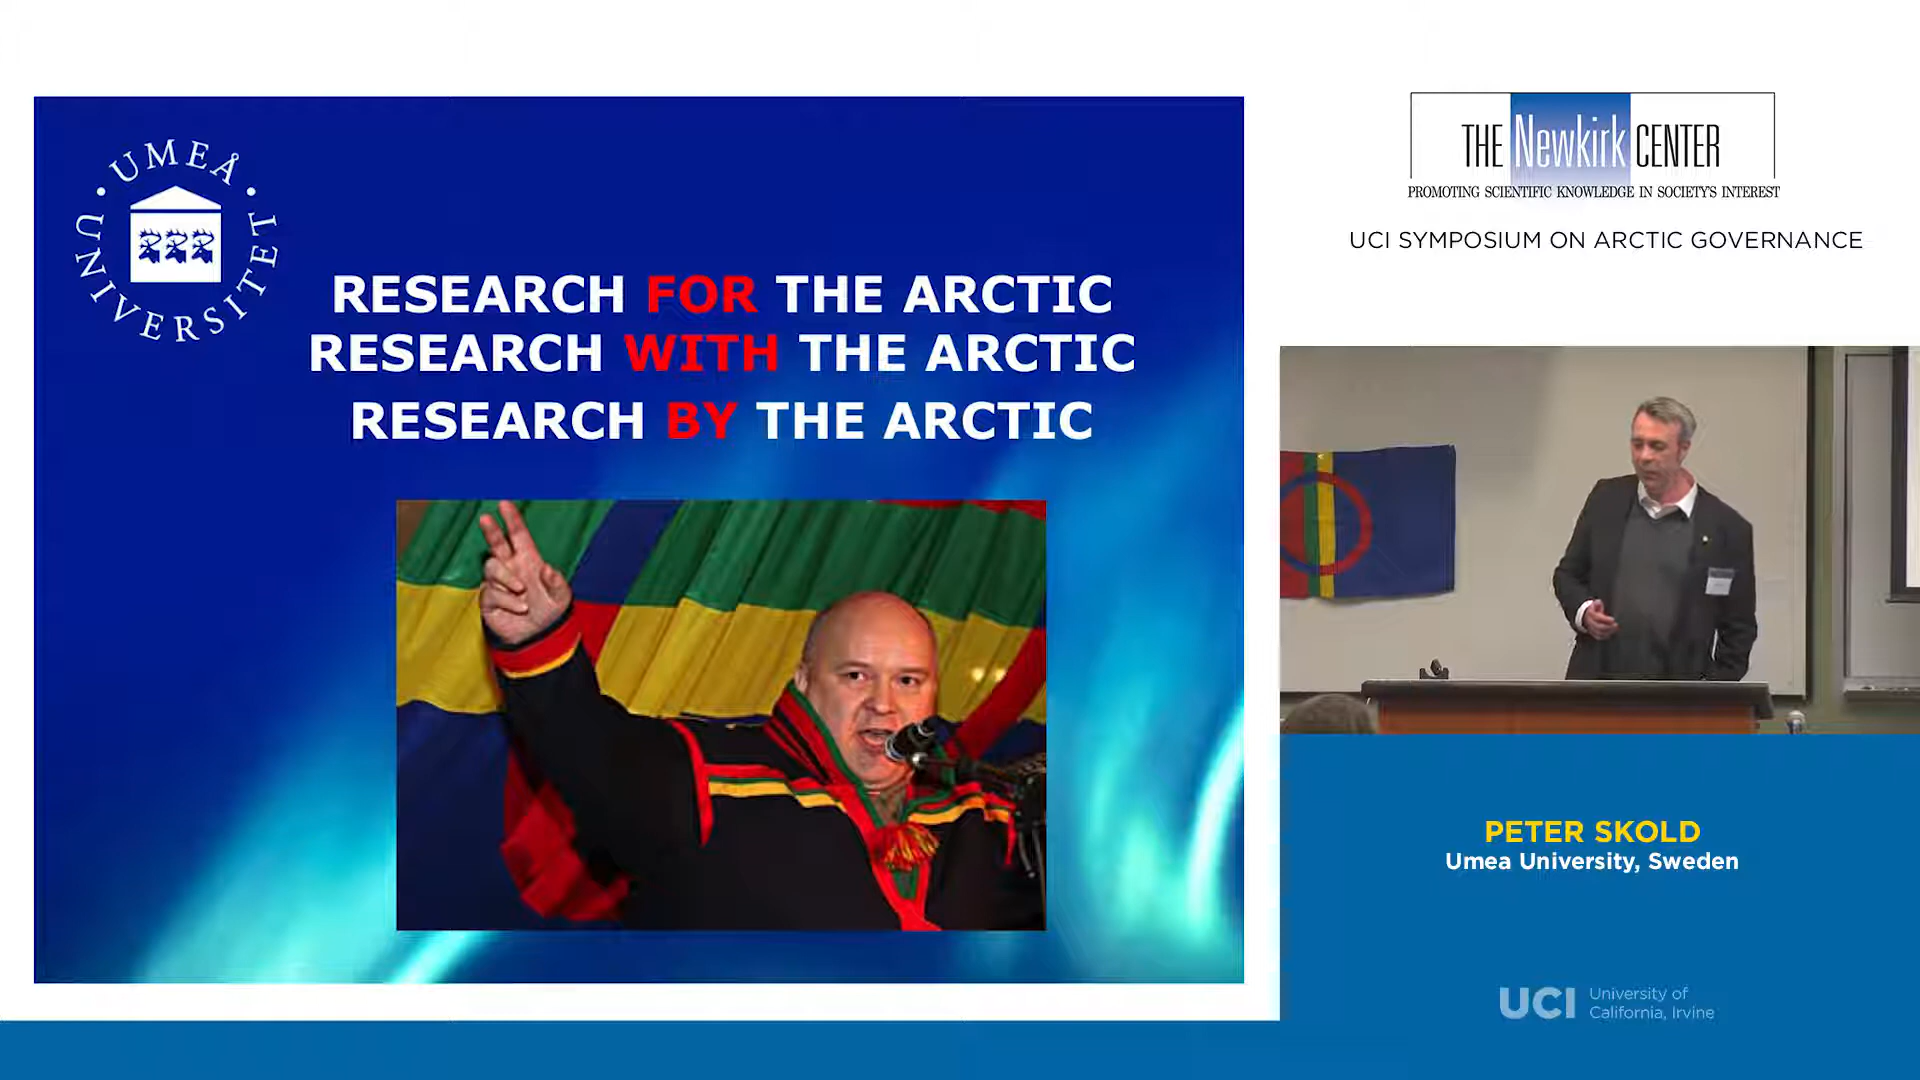 UMEÅ UNIVERSITET
RESEARCH FOR THE ARCTIC
RESEARCH WITH THE ARCTIC
RESEARCH BY THE ARCTIC
THE Newkirk CENTER
PROMOTING SCIENTIFIC KNOWLEDGE IN SOCIETY'S INTEREST
UCI SYMPOSIUM ON ARCTIC GOVERNANCE
PETER SKOLD
Umea University, Sweden
UCI University of
California, Irvine